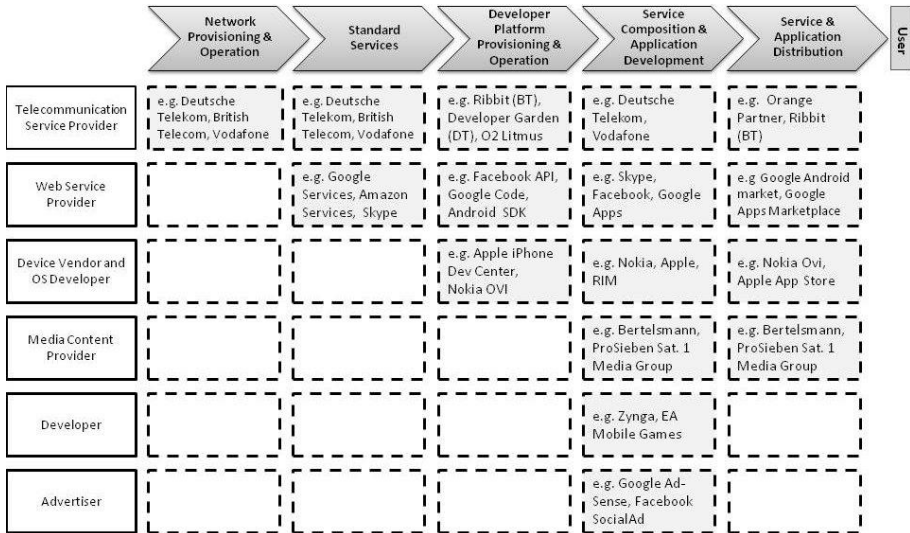 Network
Provisioning &
Operation
Standard
Services
Developer
Platform
Provisioning &
Operation
Service
Composition &
Application
Development
Service &
Application
Distribution
User
Telecommunication
Service Provider
e.g. Deutsche
Telekom, British
Telecom, Vodafone
e.g. Deutsche
Telekom, British
Telecom, Vodafone
e.g. Ribbit (BT),
Developer Garden
(DT), O2 Litmus
e.g. Deutsche
Telekom,
Vodafone
e.g. Orange
Partner, Ribbit
(BT)
Web Service
Provider
e.g. Google
Services, Amazon
Services, Skype
e.g. Facebook API,
Google Code,
Android SDK
e.g. Skype,
Facebook, Google
Apps
e.g Google Android
market, Google
Apps Marketplace
Device Vendor and
OS Developer
e.g. Apple iPhone
Dev Center,
Nokia OVI
e.g. Nokia, Apple,
RIM
e.g. Nokia Ovi,
Apple App Store
Media Content
Provider
e.g. Bertelsmann,
ProSieben Sat. 1
Media Group
e.g. Bertelsmann,
ProSieben Sat. 1
Media Group
Developer
e.g. Zynga, EA
Mobile Games
Advertiser
e.g. Google Ad-
Sense, Facebook
SocialAd